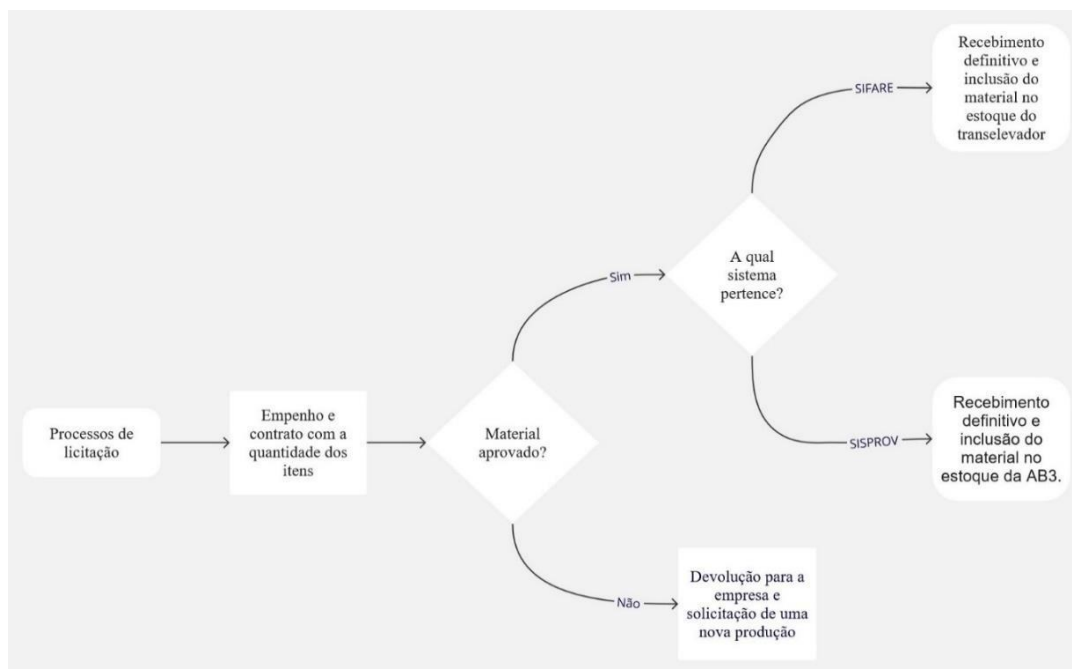 Processos de
licitação
Empenho e
contrato com a
quantidade dos
itens
Material
aprovado?
Sim
Não
A qual
sistema
pertence?
SIFARE
Recebimento
definitivo e
inclusão do
material no
estoque do
transelevador
SISPROV
Recebimento
definitivo e
inclusão do
material no
estoque da AB3.
Devolução para a
empresa e
solicitação de uma
nova produção